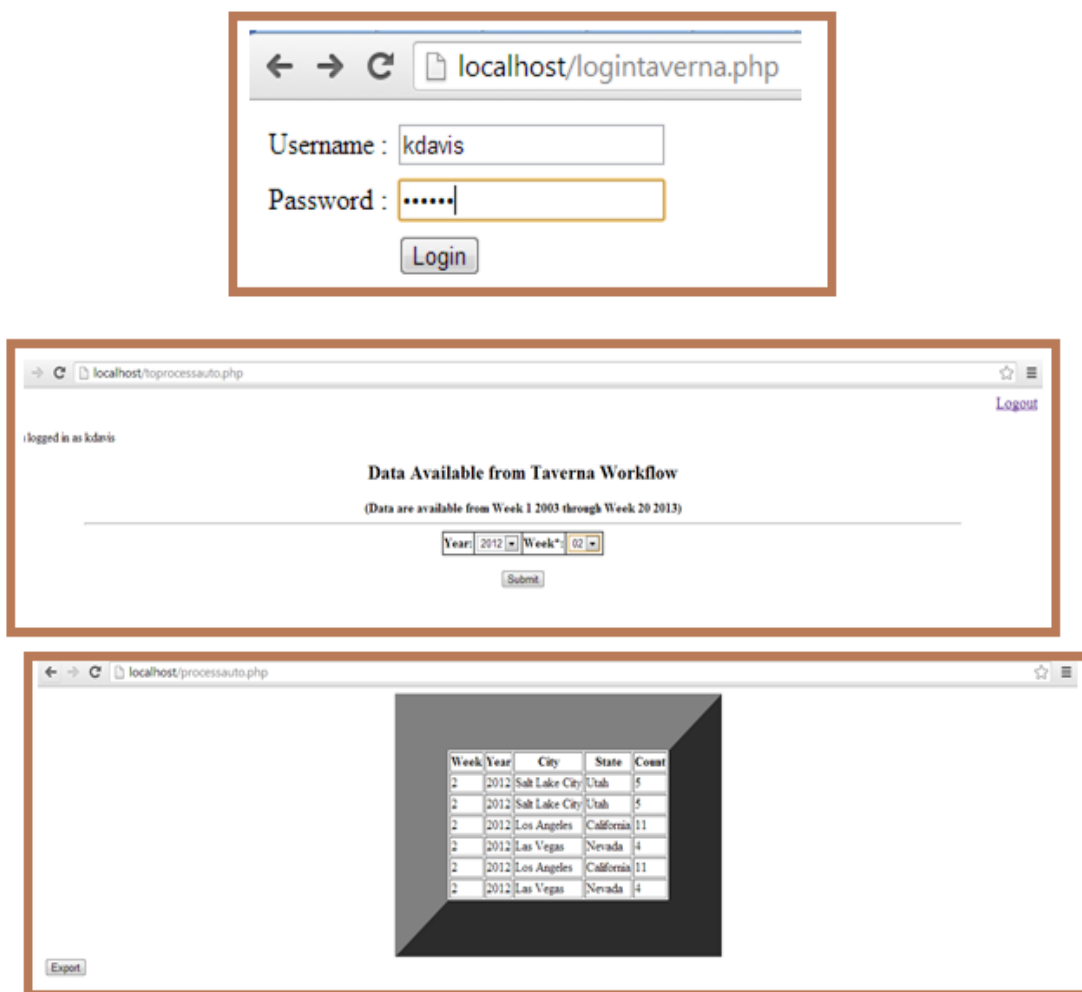 localhost/logintaverna.php
Username : kdavis
Password : ••••••
Login
localhost/toprocessauto.php
Logout
logged in as kdavis
Data Available from Taverna Workflow
(Data are available from Week 1 2003 through Week 20 2013)
Year: 2012 Week*: 02
Submit
localhost/processauto.php
Week Year City State Count
2 2012 Salt Lake City Utah 5
2 2012 Salt Lake City Utah 5
2 2012 Los Angeles California 11
2 2012 Las Vegas Nevada 4
2 2012 Los Angeles California 11
2 2012 Las Vegas Nevada 4
Export